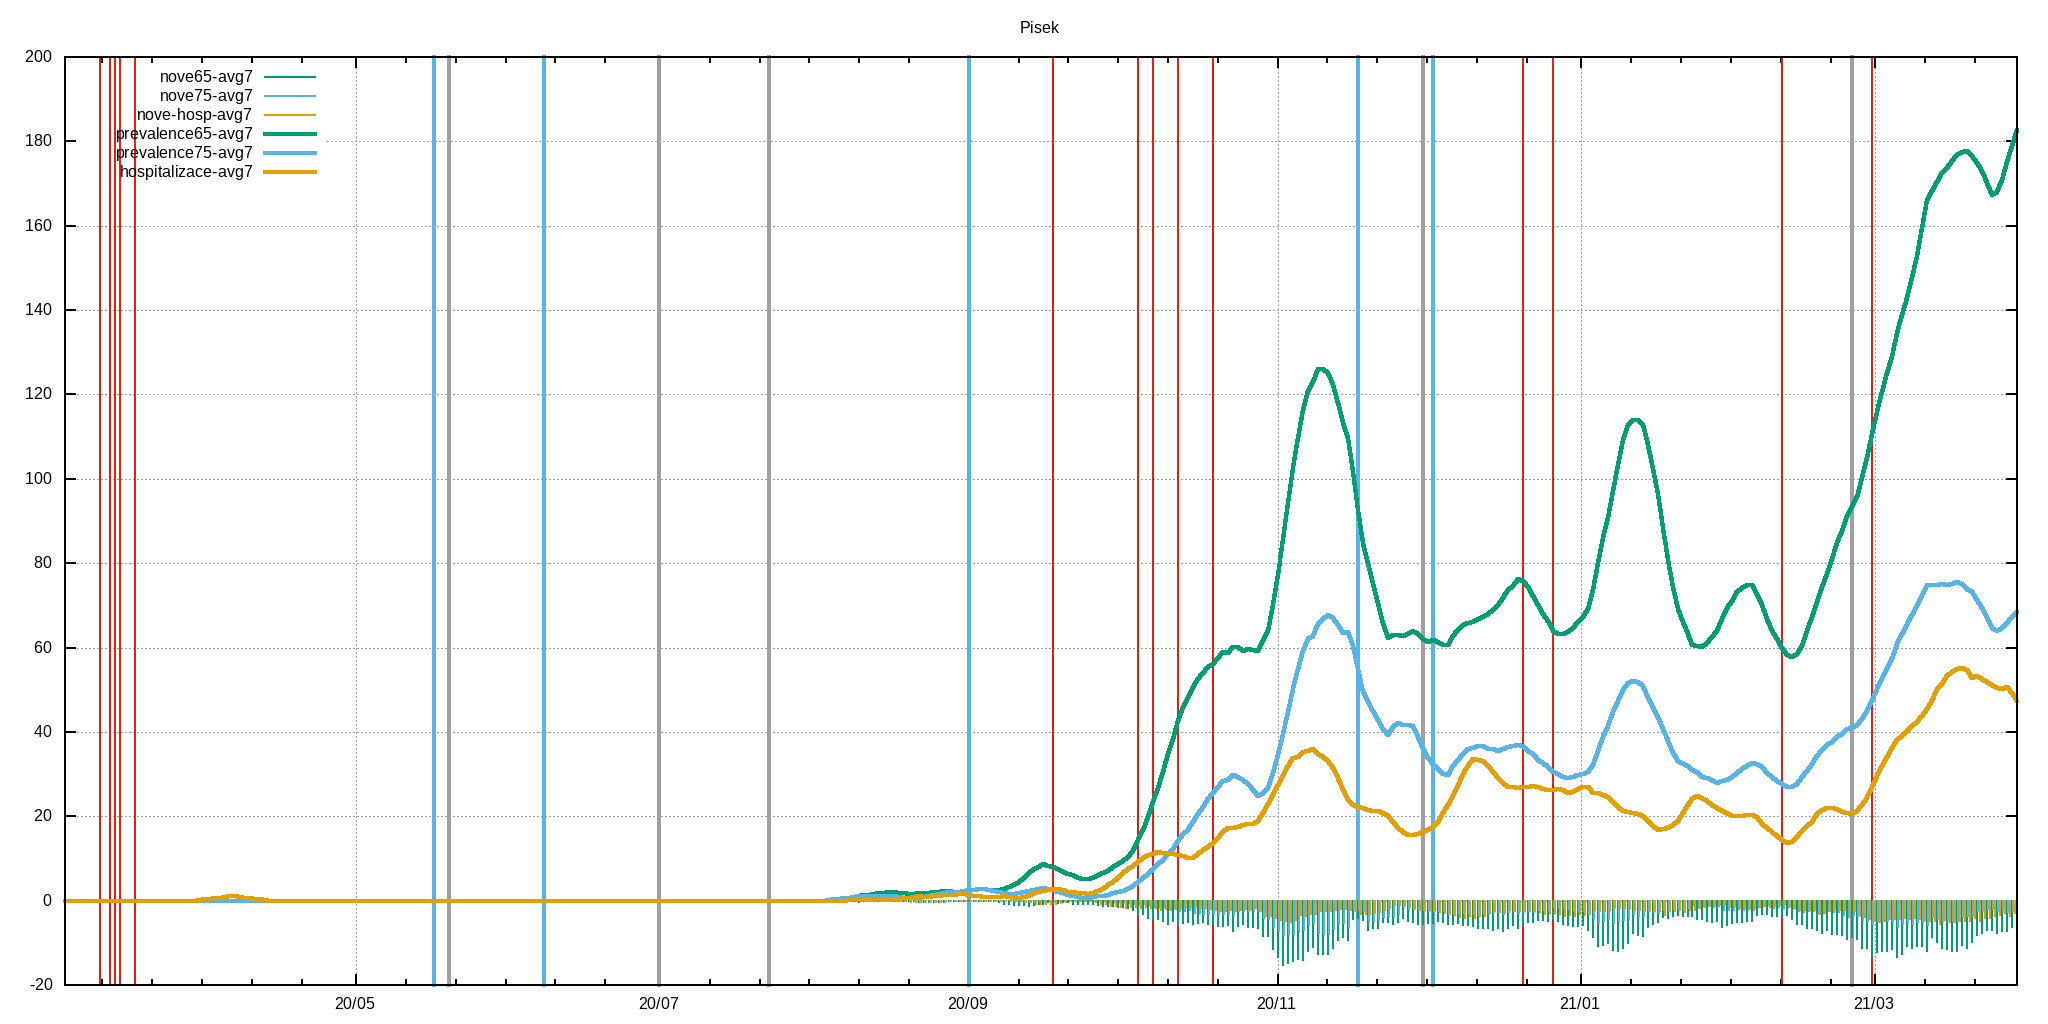 Pisek
200
180
160
140
120
100
80
60
40
20
0
-20
nove65-avg7
nove75-avg7
nove-hosp-avg7
prevalence65-avg7
prevalence75-avg7
hospitalizace-avg7
20/05 20/07 20/09 20/11 21/01 21/03